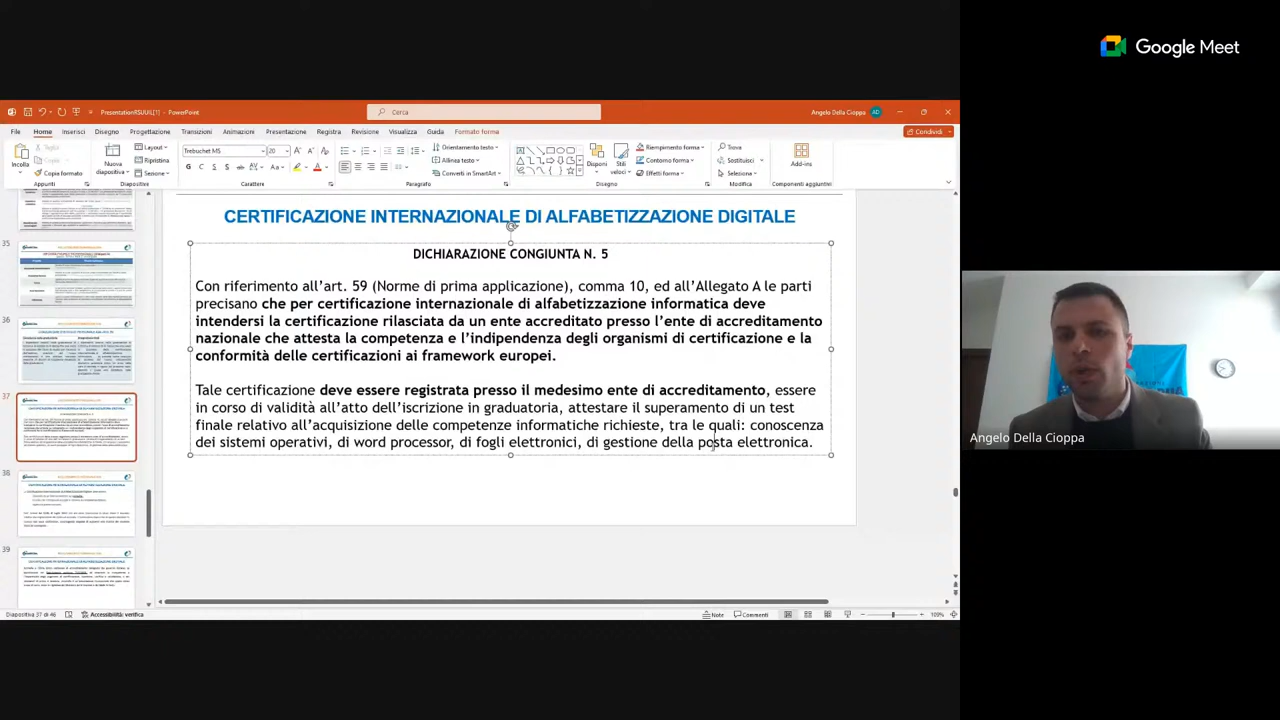 Google Meet
PresentationRSUUIL[1] - PowerPoint
Cerca
Angelo Della Cioppa
AD
File Home Inserisci Disegno Progettazione Transizioni Animazioni Presentazione Registra Revisione Visualizza Guida Formato forma
Condividi
Incolla
Taglia
Copia
Copia formato
Appunti
Nuova diapositiva
Layout
Ripristina
Sezione
Diapositive
Trebuchet MS
20
Carattere
Orientamento testo
Allinea testo
Converti in SmartArt
Paragrafo
Disponi
Stili veloci
Riempimento forma
Contorno forma
Effetti forma
Disegno
Trova
Sostituisci
Seleziona
Modifica
Add-ins
Componenti aggiuntivi
35
36
37
38
39
CERTIFICAZIONE INTERNAZIONALE DI ALFABETIZZAZIONE DIGITALE
DICHIARAZIONE CONGIUNTA N. 5
Con riferimento all’art. 59 (Norme di prima applicazione), comma 10, ed all’Allegato A le parti
precisano che per certificazione internazionale di alfabetizzazione informatica deve
intendersi la certificazione rilasciata da un ente accreditato presso l’ente di accreditamento
nazionale che attesta la competenza e l’indipendenza degli organismi di certificazione e la
conformità delle certificazioni ai framework europei.
Tale certificazione deve essere registrata presso il medesimo ente di accreditamento, essere
in corso di validità all’atto dell’iscrizione in graduatoria, attestare il superamento di un test
finale relativo all’acquisizione delle competenze informatiche richieste, tra le quali: conoscenza
dei sistemi operativi, di word processor, di fogli elettronici, di gestione della posta elettronica.
Angelo Della Cioppa
Diapositiva 37 di 46
Accessibilità: verifica
Note
Commenti
109%